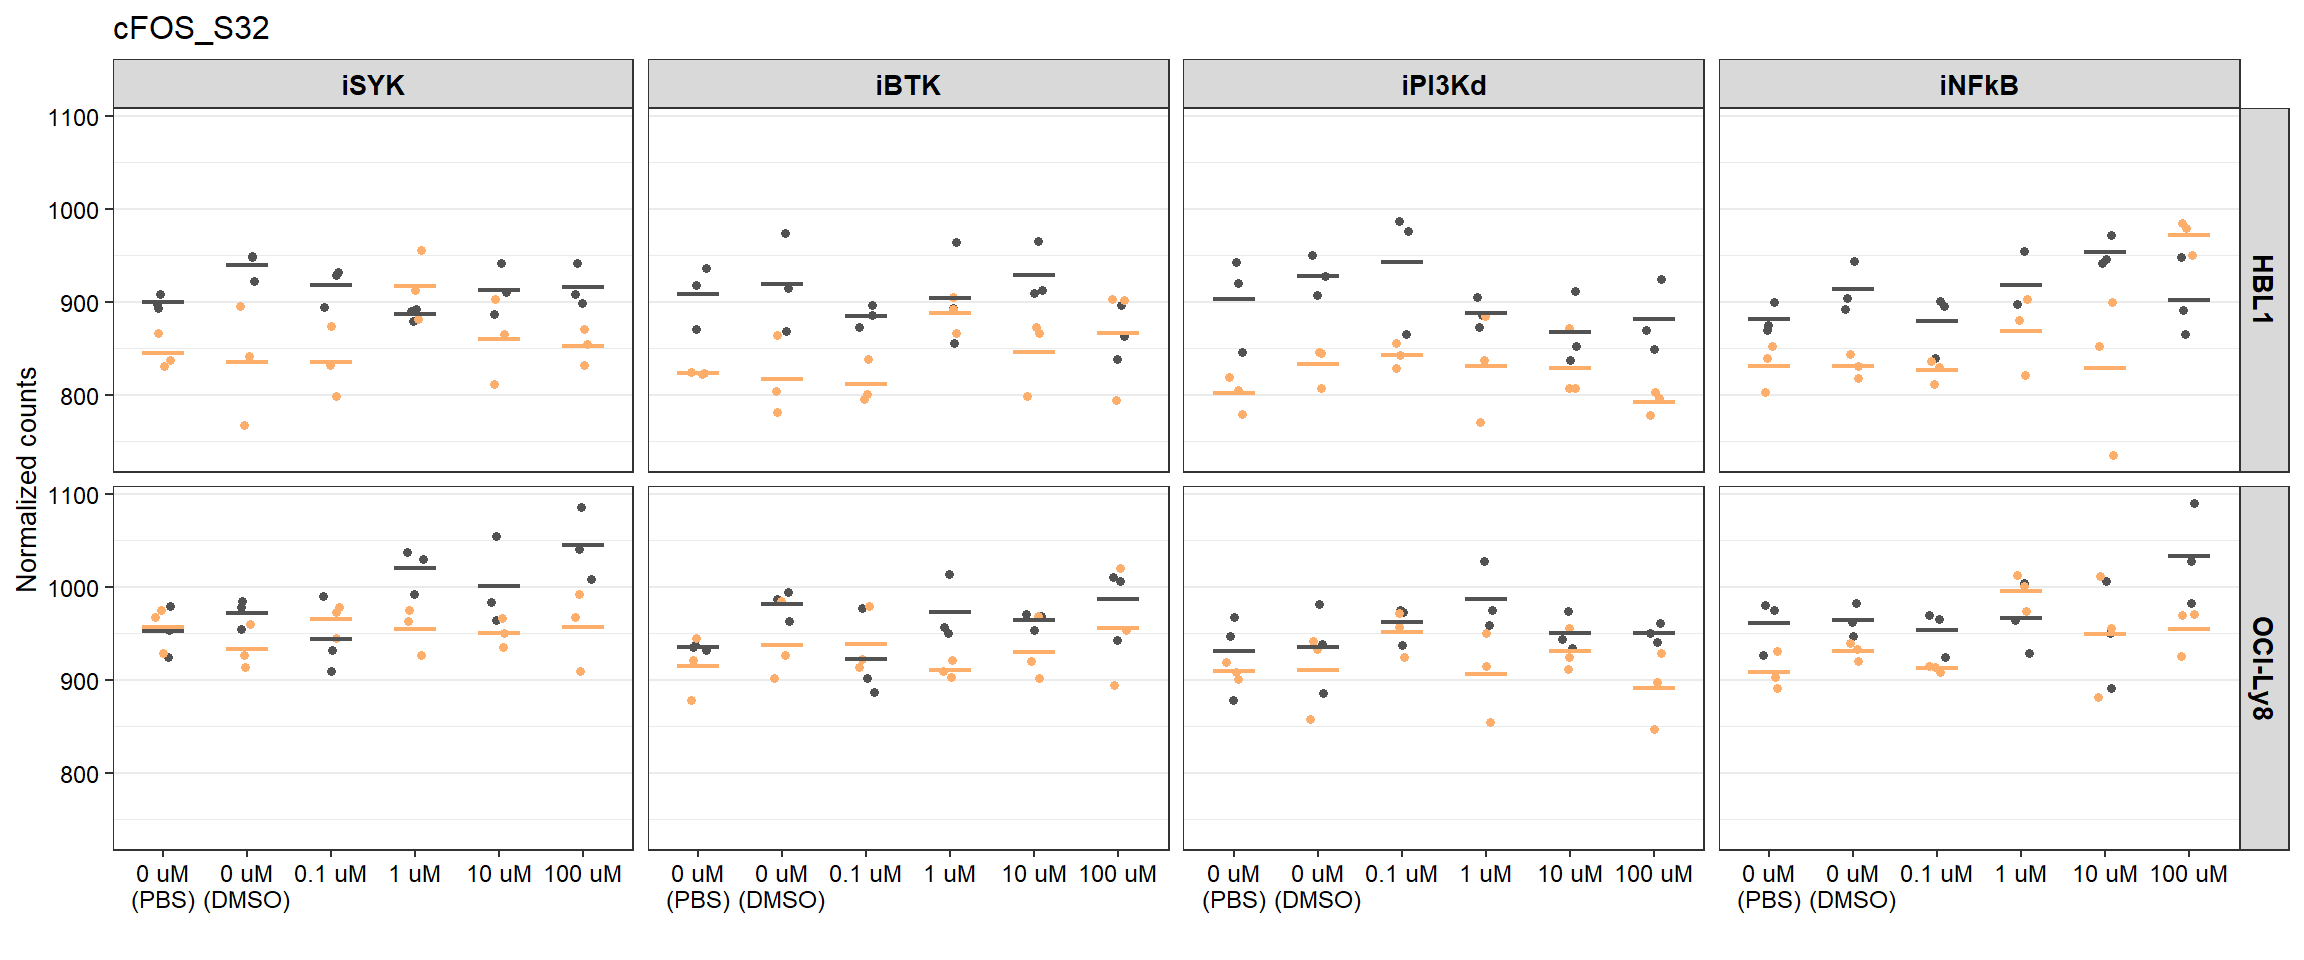 cFOS_S32
iSYK
iBTK
iPI3Kd
iNFkB
Normalized counts
1100
1000
900
800
HBL1
1100
1000
900
800
OCI-Ly8
0 uM 0 uM 0.1 uM 1 uM 10 uM 100 uM
(PBS) (DMSO)
0 uM 0 uM 0.1 uM 1 uM 10 uM 100 uM
(PBS) (DMSO)
0 uM 0 uM 0.1 uM 1 uM 10 uM 100 uM
(PBS) (DMSO)
0 uM 0 uM 0.1 uM 1 uM 10 uM 100 uM
(PBS) (DMSO)